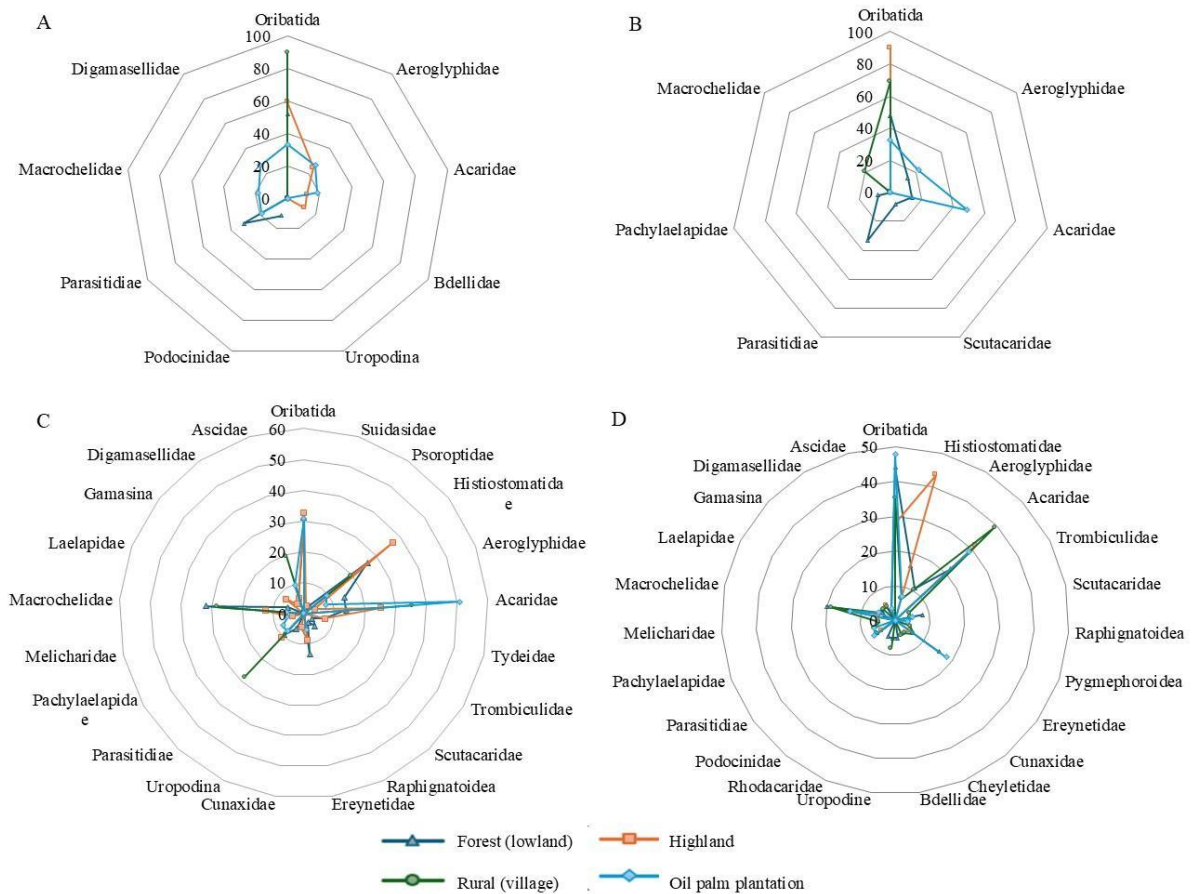 A
Oribatida
100
80
60
40
20
0
Aeroglyphidae
Acaridae
Bdellidae
Uropodina
Podocinidae
Parasitidiae
Macrochelidae
Digamasellidae
B
Oribatida
100
80
60
40
20
0
Aeroglyphidae
Acaridae
Scutacaridae
Parasitidiae
Pachylaelapidae
Macrochelidae
C
Oribatida
60
50
40
30
20
10
0
Suidasidae
Psoroptidae
Histiostomatida
e
Aeroglyphidae
Acaridae
Tydeidae
Trombiculidae
Scutacaridae
Raphignatoidea
Ereynetidae
Cunaxidae
Uropodina
Parasitidiae
Pachylaelapida
e
Melicharidae
Macrochelidae
Laelapidae
Gamasina
Digamasellidae
Ascidae
D
Oribatida
50
40
30
20
10
0
Histiostomatidae
Aeroglyphidae
Acaridae
Trombiculidae
Scutacaridae
Raphignatoidea
Pygmephoroidea
Ereynetidae
Cunaxidae
Cheyletidae
Bdellidae
Uropodine
Rhodacaridae
Podocinidae
Parasitidiae
Pachylaelapidae
Melicharidae
Macrochelidae
Laelapidae
Gamasina
Digamasellidae
Ascidae
Forest (lowland)
Highland
Rural (village)
Oil palm plantation